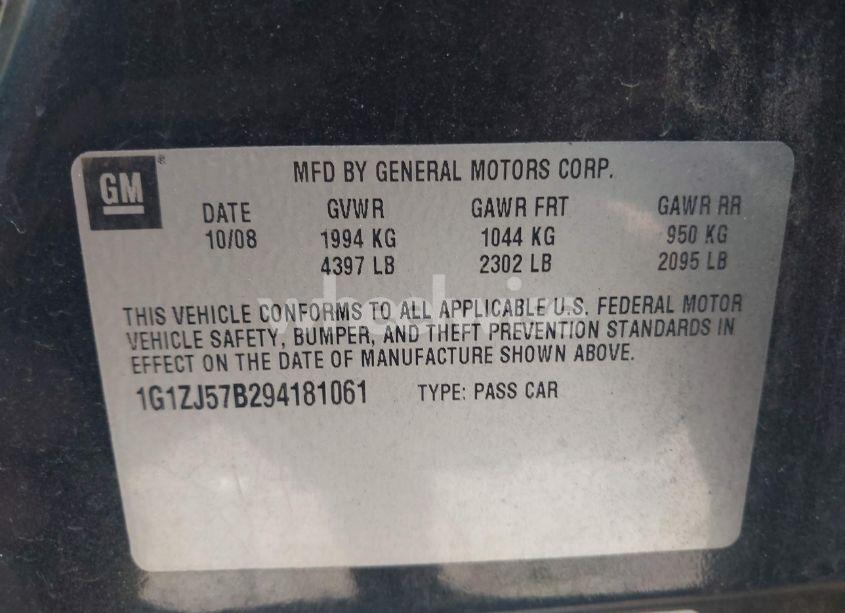 GM ®
MFD BY GENERAL MOTORS CORP.
DATE GVWR GAWR FRT GAWR RR
10/08 1994 KG 1044 KG 950 KG
4397 LB 2302 LB 2095 LB
THIS VEHICLE CONFORMS TO ALL APPLICABLE U.S. FEDERAL MOTOR
VEHICLE SAFETY, BUMPER, AND THEFT PREVENTION STANDARDS IN
EFFECT ON THE DATE OF MANUFACTURE SHOWN ABOVE.
1G1ZJ57B294181061 TYPE: PASS CAR